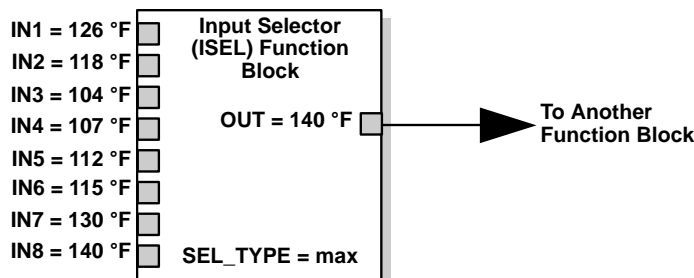 IN1 = 126 °F
IN2 = 118 °F
IN3 = 104 °F
IN4 = 107 °F
IN5 = 112 °F
IN6 = 115 °F
IN7 = 130 °F
IN8 = 140 °F
Input Selector
(ISEL) Function
Block
OUT = 140 °F
SEL_TYPE = max
To Another
Function Block